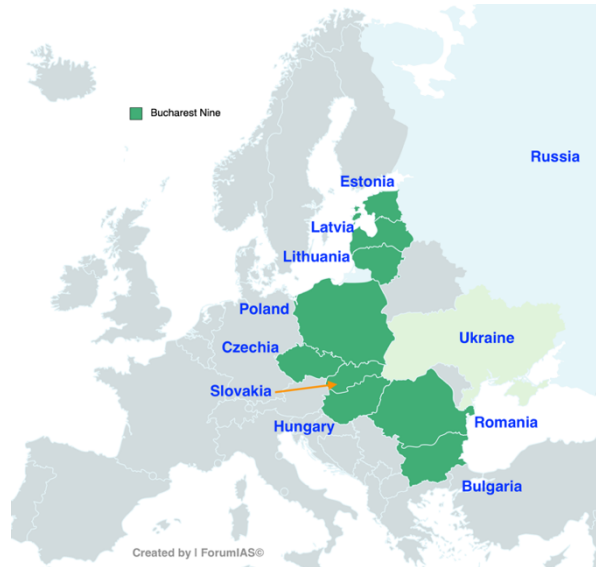 Bucharest Nine
Russia
Estonia
Latvia
Lithuania
Poland
Ukraine
Czechia
Slovakia
Romania
Hungary
Bulgaria
Created by | ForumIAS©